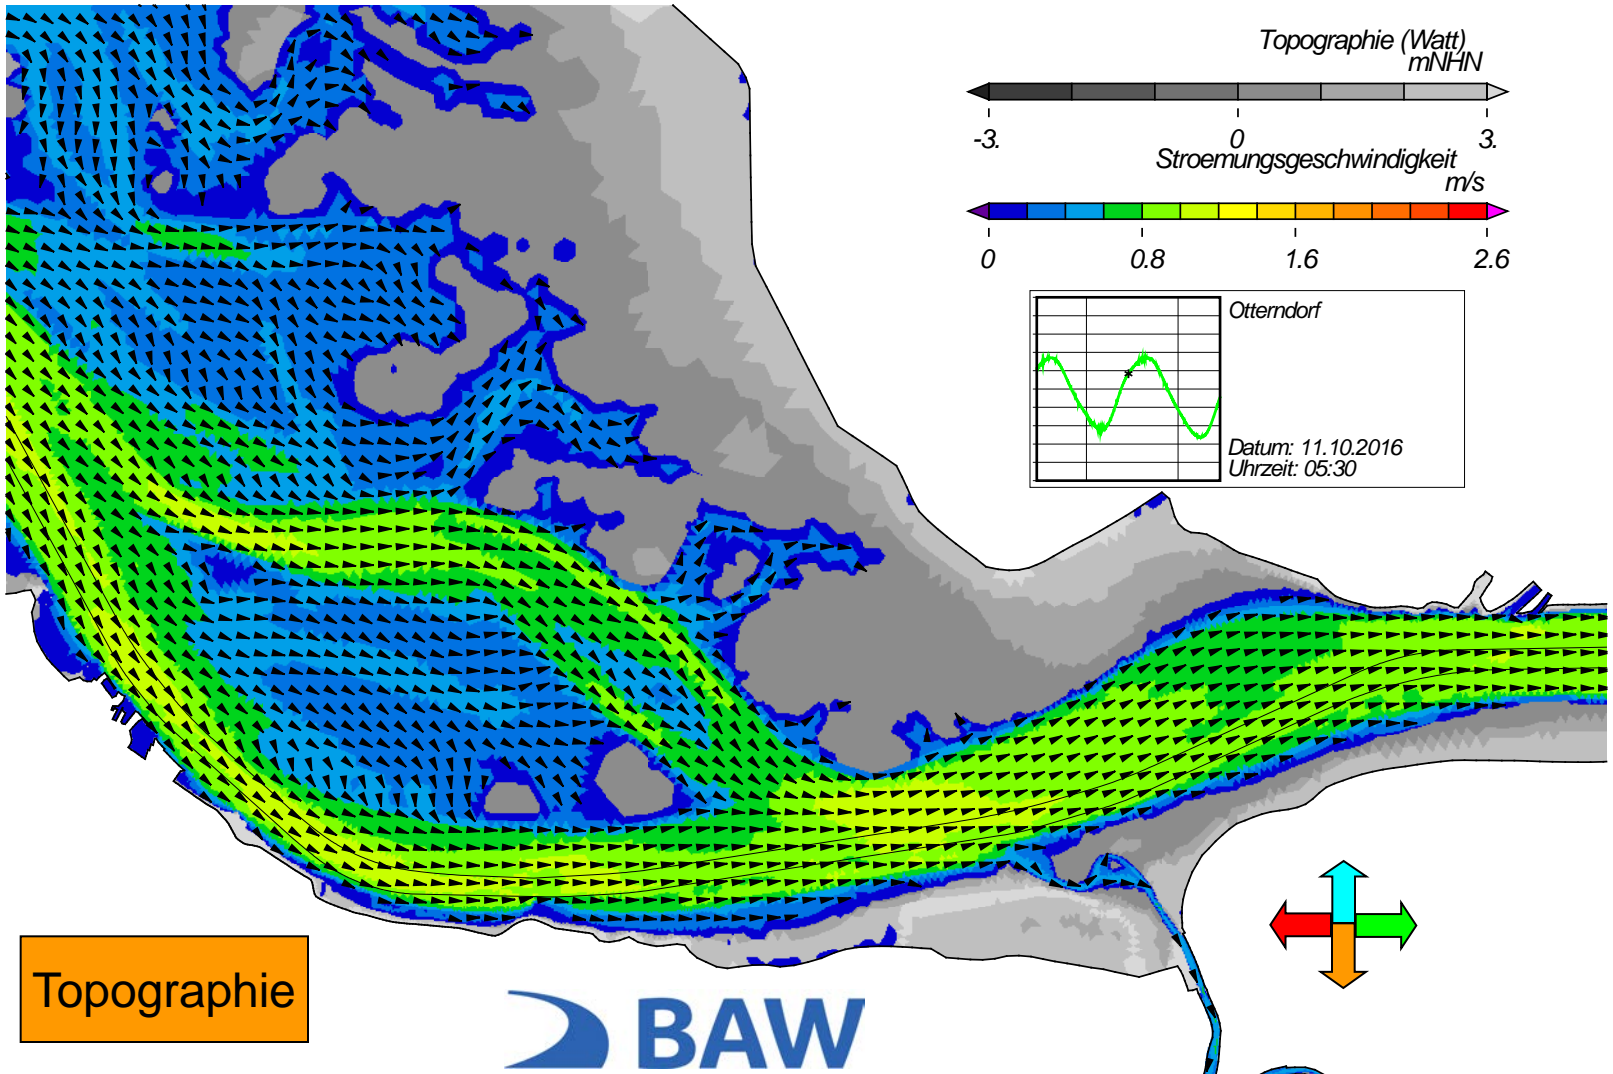 Topographie (Watt)
mNHN
-3. 0 3.
Stroemungsgeschwindigkeit
m/s
0 0.8 1.6 2.6
Otterndorf
Datum: 11.10.2016
Uhrzeit: 05:30
Topographie
BAW